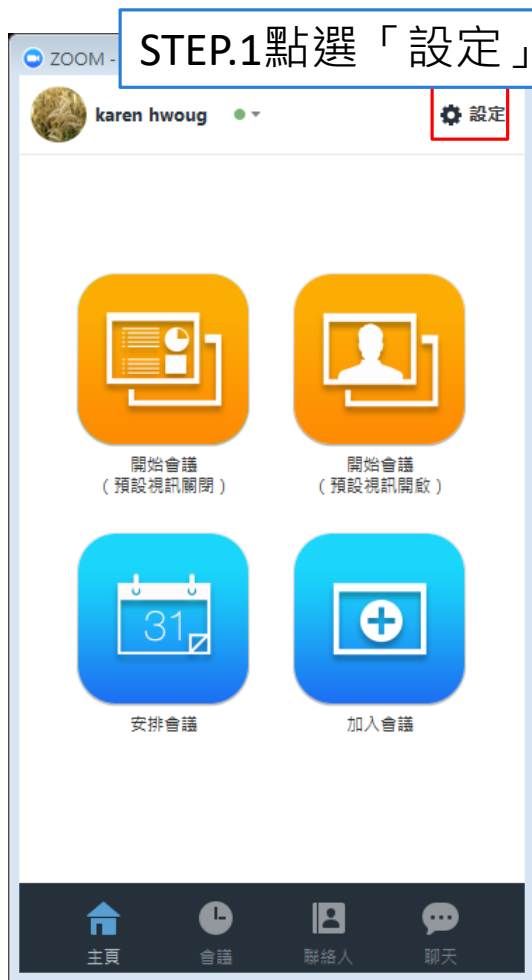 STEP.1點選「設定」
ZOOM -
karen hwoug
設定
開始會議
（預設視訊關閉）
開始會議
（預設視訊開啟）
31
安排會議
加入會議
主頁
會議
聯絡人
聊天